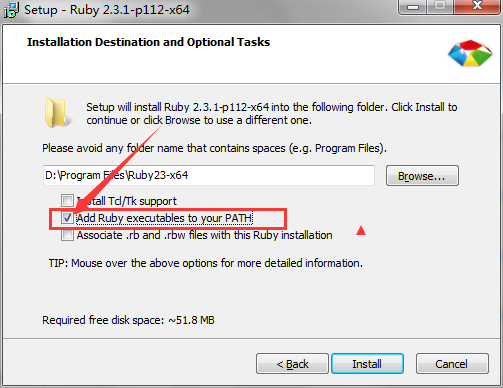 Setup - Ruby 2.3.1-p112-x64
Installation Destination and Optional Tasks
Setup will install Ruby 2.3.1-p112-x64 into the following folder. Click Install to
continue or click Browse to use a different one.
Please avoid any folder name that contains spaces (e.g. Program Files).
D:\Program Files\Ruby23-x64
Browse...
Install Tcl/Tk support
Add Ruby executables to your PATH
Associate .rb and .rbw files with this Ruby installation
TIP: Mouse over the above options for more detailed information.
Required free disk space: ~51.8 MB
< Back
Install
Cancel